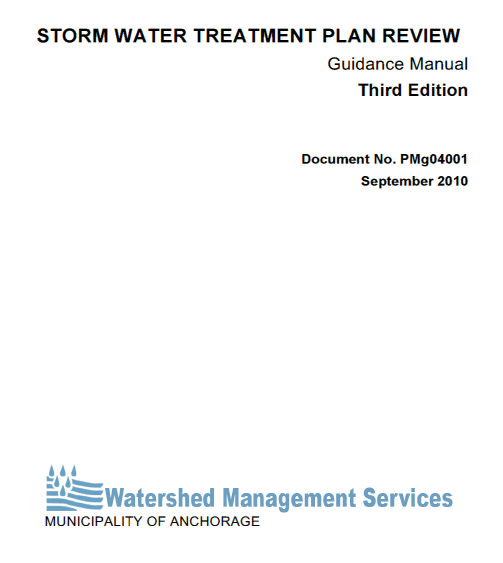 STORM WATER TREATMENT PLAN REVIEW
Guidance Manual
Third Edition
Document No. PMg04001
September 2010
Watershed Management Services
MUNICIPALITY OF ANCHORAGE